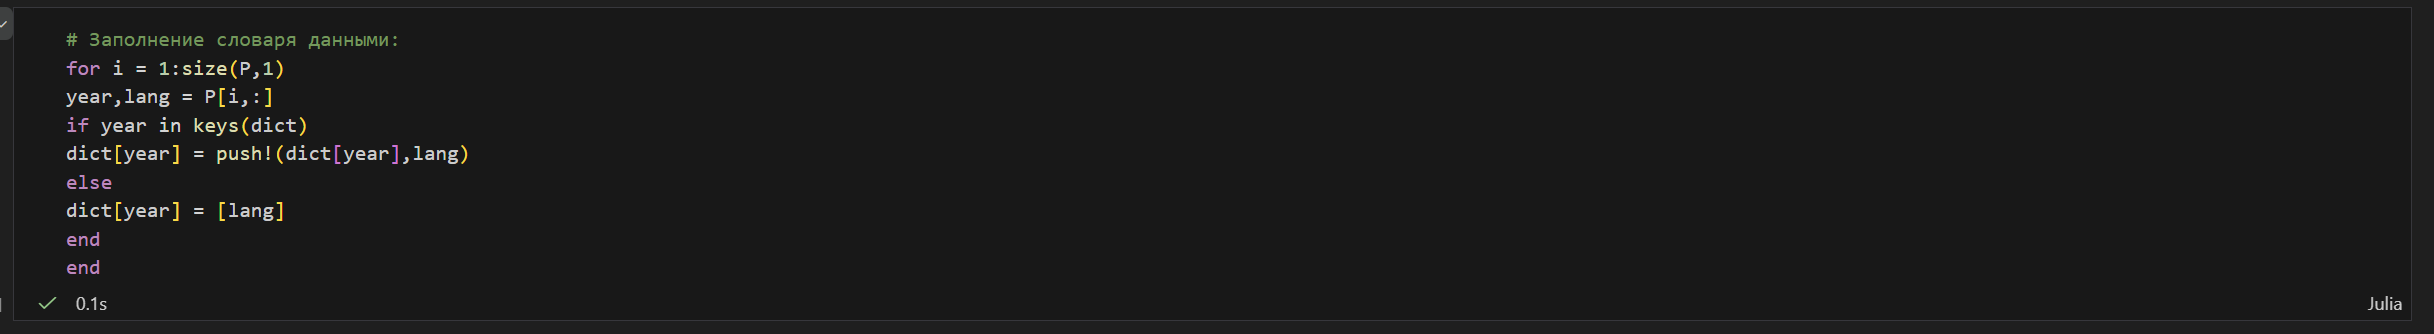 # Заполнение словаря данными:
for i = 1:size(P,1)
year,lang = P[i,:]
if year in keys(dict)
dict[year] = push!(dict[year],lang)
else
dict[year] = [lang]
end
end
0.1s
Julia